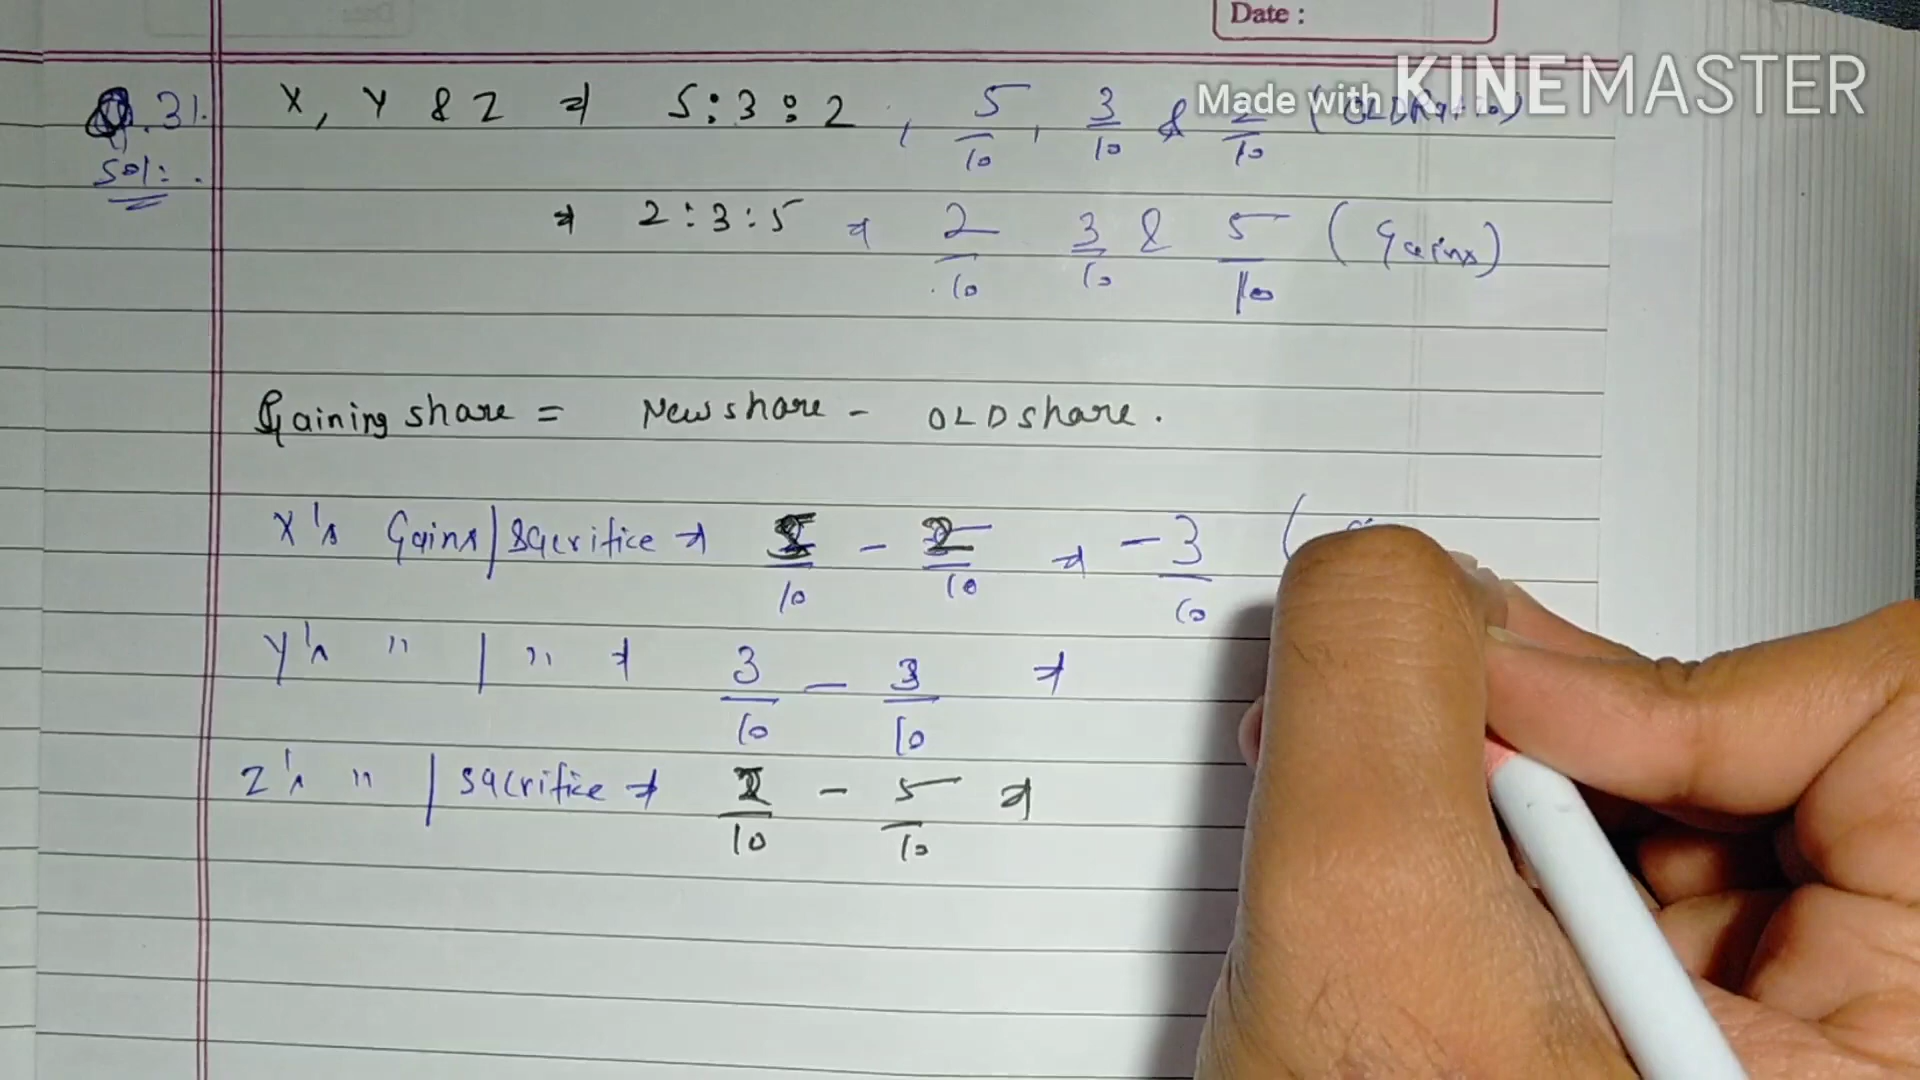 Date :
Made with KINEMASTER
Q.31. X, Y & Z ⇒ 5:3:2, 5/10, 3/10 & 2/10 (OLD Ratio)
Sol:.
⇒ 2:3:5 ⇒ 2/10 3/10 & 5/10 (Gains)
Gaining share = New share - OLD share.
X's Gains/Sacrifice ⇒ /10 - /10 ⇒ -3/10 (
Y's " / " ⇒ 3/10 - 3/10 ⇒
Z's " / Sacrifice ⇒ 2/10 - 5/10 ⇒